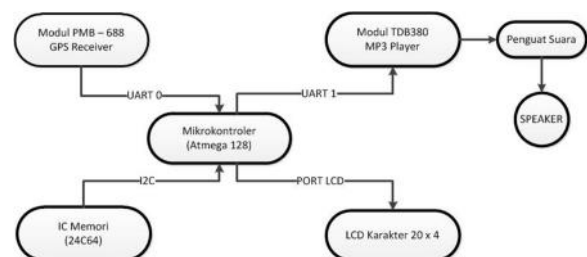 Modul PMB – 688
GPS Receiver
Modul TDB380
MP3 Player
Penguat Suara
UART 0
UART 1
SPEAKER
Mikrokontroler
(Atmega 128)
I2C
PORT LCD
IC Memori
(24C64)
LCD Karakter 20 x 4